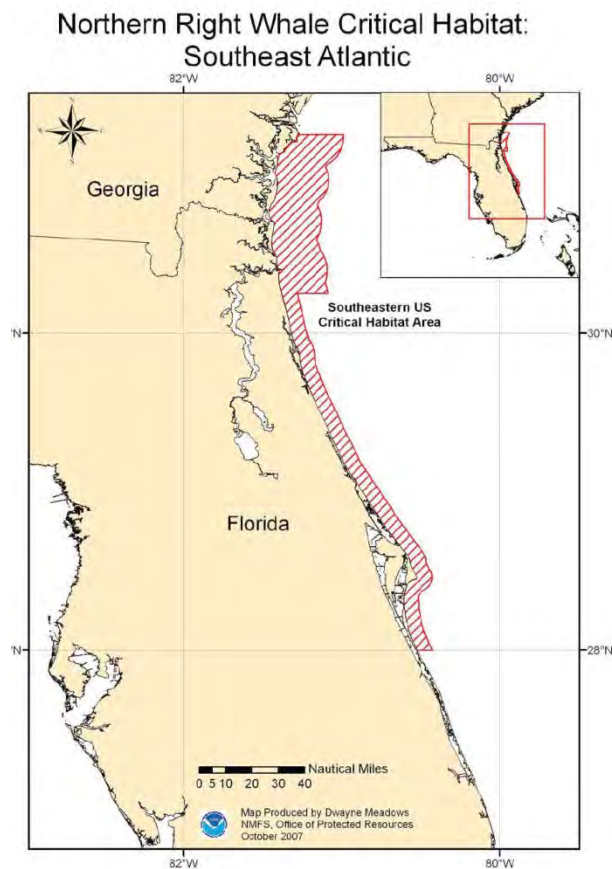 Northern Right Whale Critical Habitat:
Southeast Atlantic
82°W
80°W
Georgia
Southeastern US
Critical Habitat Area
°N
30°N
Florida
°N
28°N
Nautical Miles
0 5 10 20 30 40
Map Produced by Dwayne Meadows
NMFS, Office of Protected Resources
October 2007
82°W
80°W